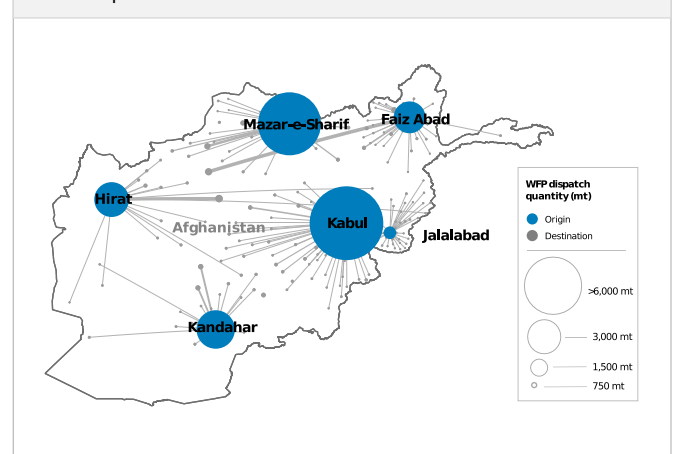 Mazar-e-Sharif
Faiz Abad
Hirat
Afghanistan
Kabul
Jalalabad
Kandahar
WFP dispatch
quantity (mt)
Origin
Destination
>6,000 mt
3,000 mt
1,500 mt
750 mt